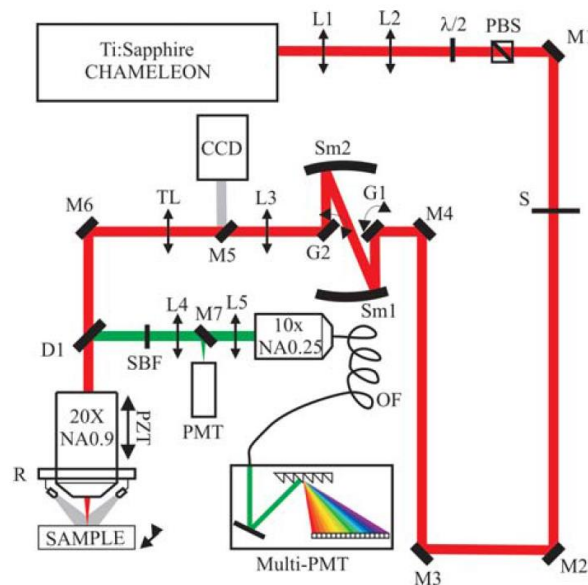 L1
L2
λ/2
PBS
M1
Ti:Sapphire
CHAMELEON
CCD
Sm2
S
M6
TL
L3
G1
M4
M5
G2
Sm1
L4
M7
L5
D1
SBF
10x
NA0.25
PMT
OF
20X
NA0.9
PZT
R
SAMPLE
Multi-PMT
M3
M2